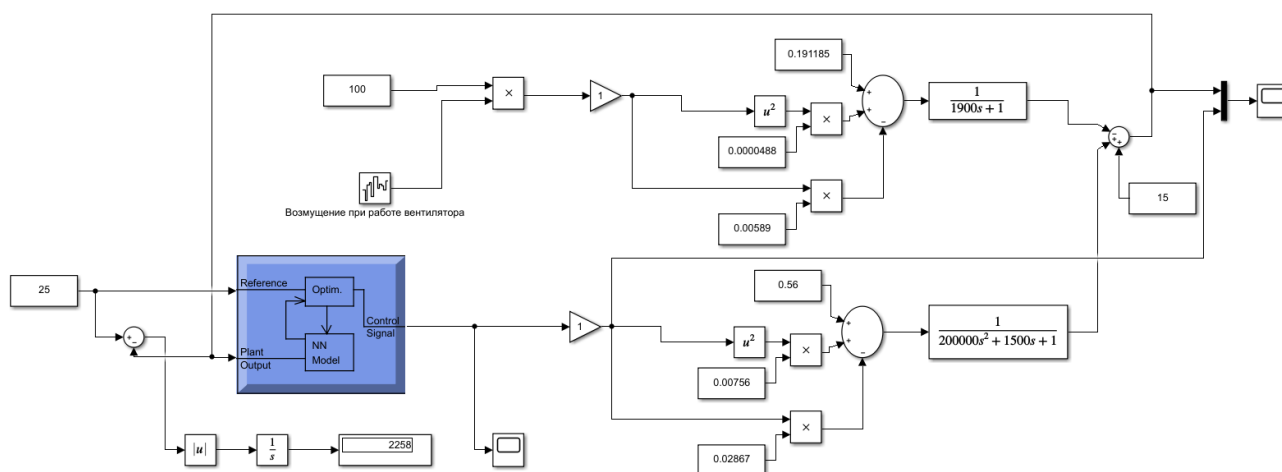 0.191185
100
×
1
u²
×
1
1900s+1
0.0000488
−
+
+
+
+
−
×
0.00589
15
Возмущение при работе вентилятора
25
Reference
Optim.
Control
Signal
NN
Model
Plant
Output
+
−
1
0.56
u²
×
0.00756
+
+
−
1
200000s²+1500s+1
×
0.02867
|u|
1
s
2258